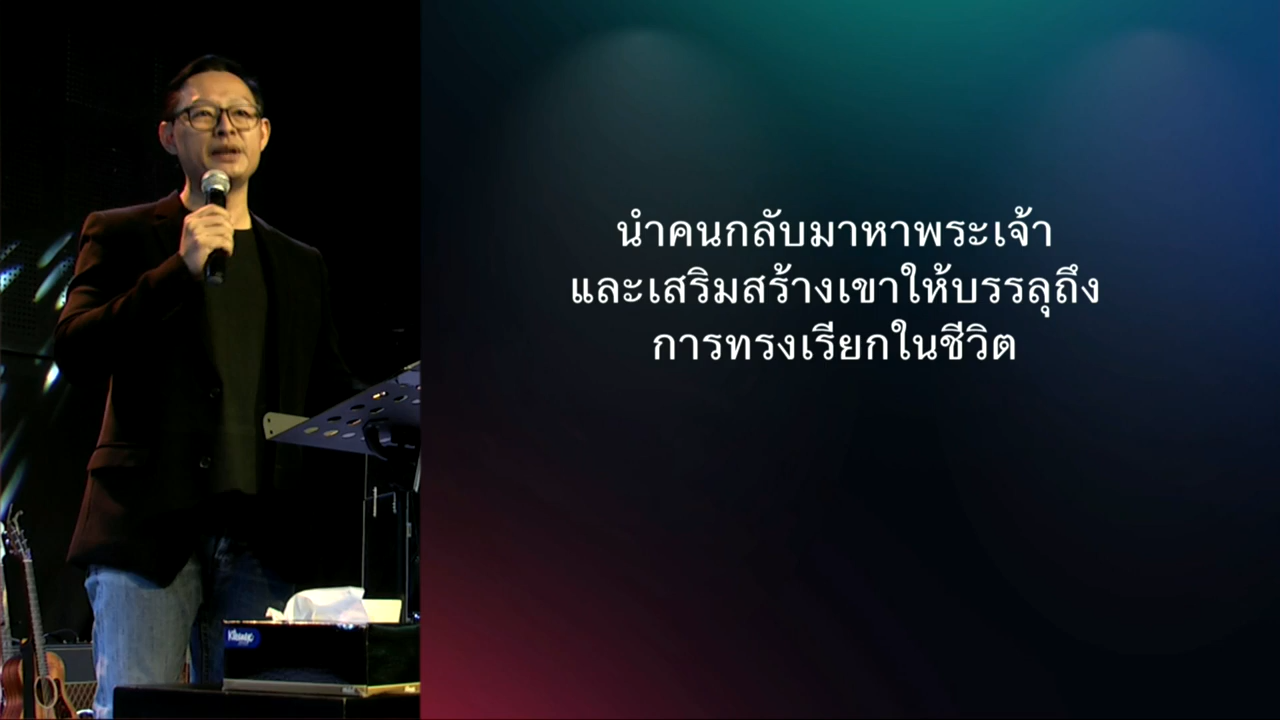 นำคนกลับมาหาพระเจ้า
และเสริมสร้างเขาให้บรรลุถึง
การทรงเรียกในชีวิต
Kleenex